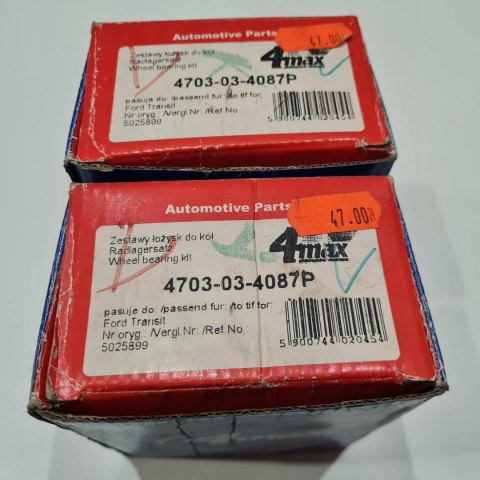 Automotive Parts
47.00
Zestawy łożysk do kół
Radlagersatz
Wheel bearing kit
4max
4703-03-4087P
pasuje do: /passend fur: /to tif for:
Ford Transit
Nr oryg.: /Vergl.Nr: /Ref.No.
5025899
5 900744 020454
Automotive Parts
47.00
Zestawy łożysk do kół
Radlagersatz
Wheel bearing kit
4max
4703-03-4087P
pasuje do: /passend fur: /to tif for:
Ford Transit
Nr oryg.: /Vergl.Nr: /Ref.No.
5025899
5 900744 020454